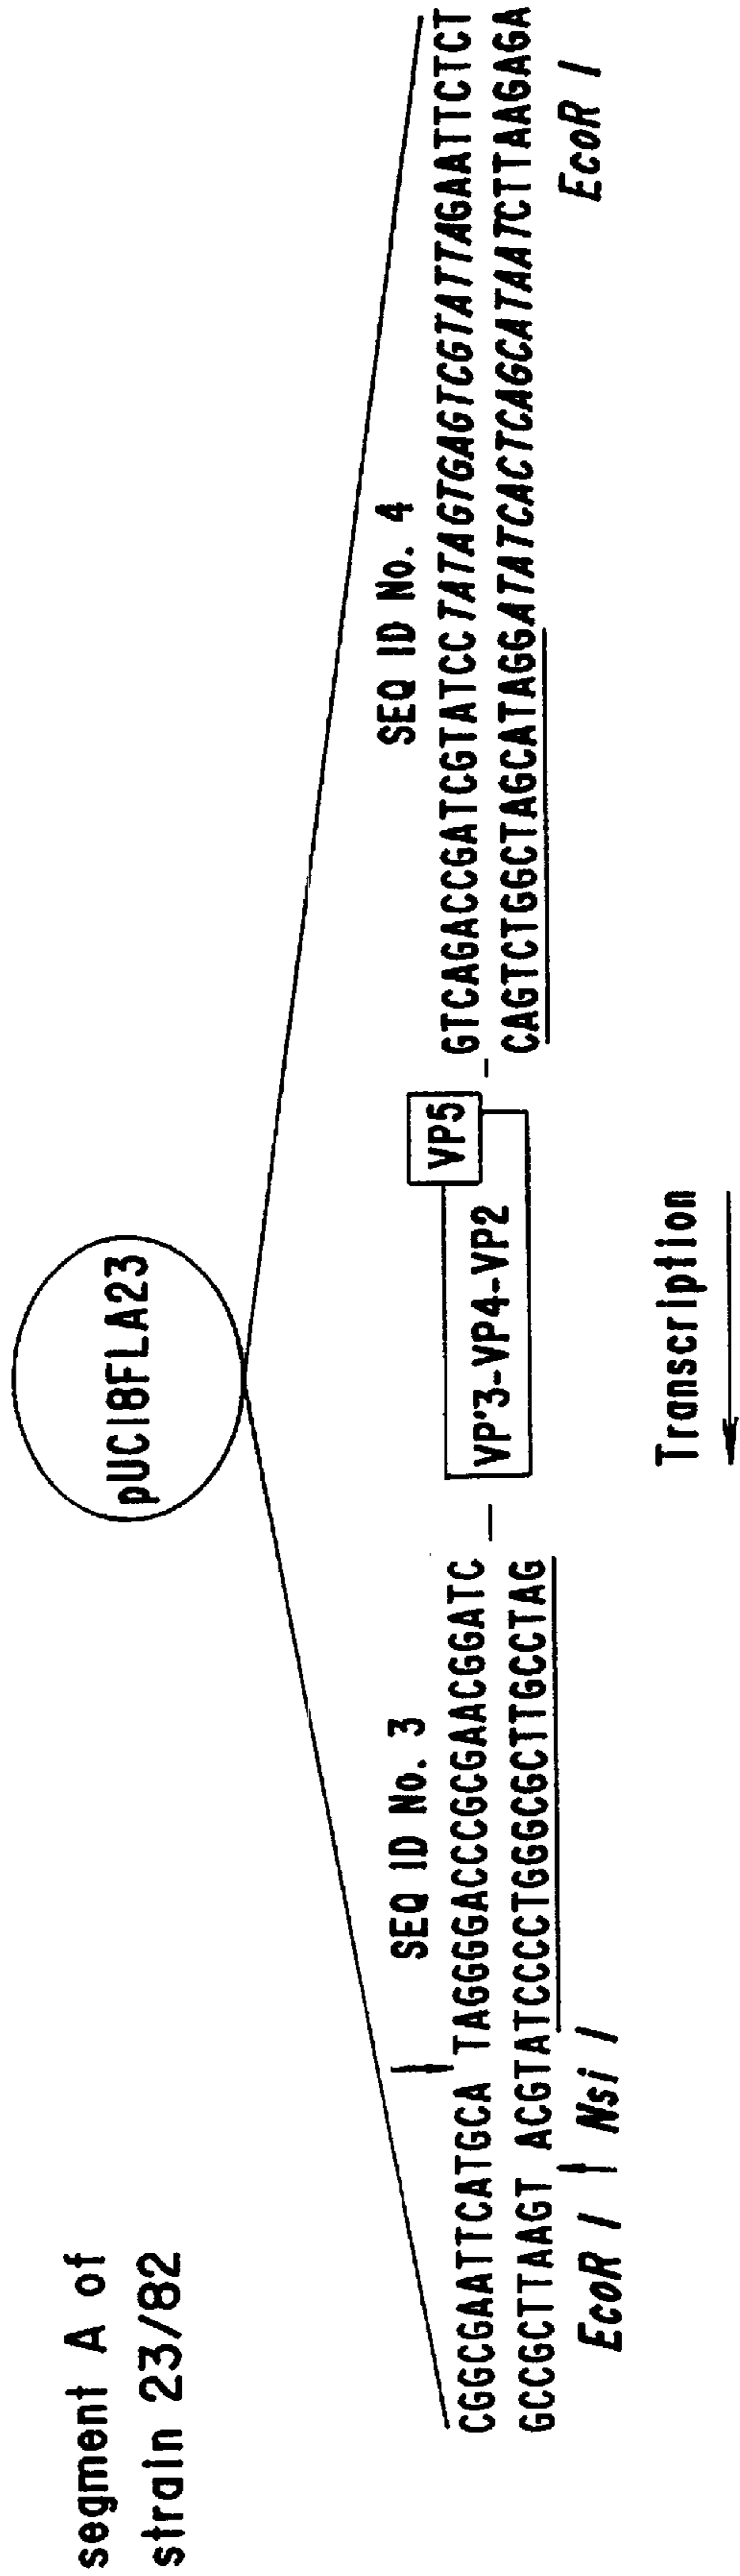 segment A of
strain 23/82
pUC18FLA23
SEQ ID No. 3
SEQ ID No. 4
CGGCGAATTCATGCA TAGGGGACCCGCGAACGGATC
GCCGCTTAAGT ACGTATCCCCTGGGCGCTTGCCTAG
EcoR I
Nsi I
VP5
VP'3-VP4-VP2
GTCAGACCGATCGTATCCTATAGTGAGTCGTATTAGAATTCTCT
CAGTCTGGCTAGCATAGGATATCACTCAGCATAATCTTAAGAGA
EcoR I
Transcription